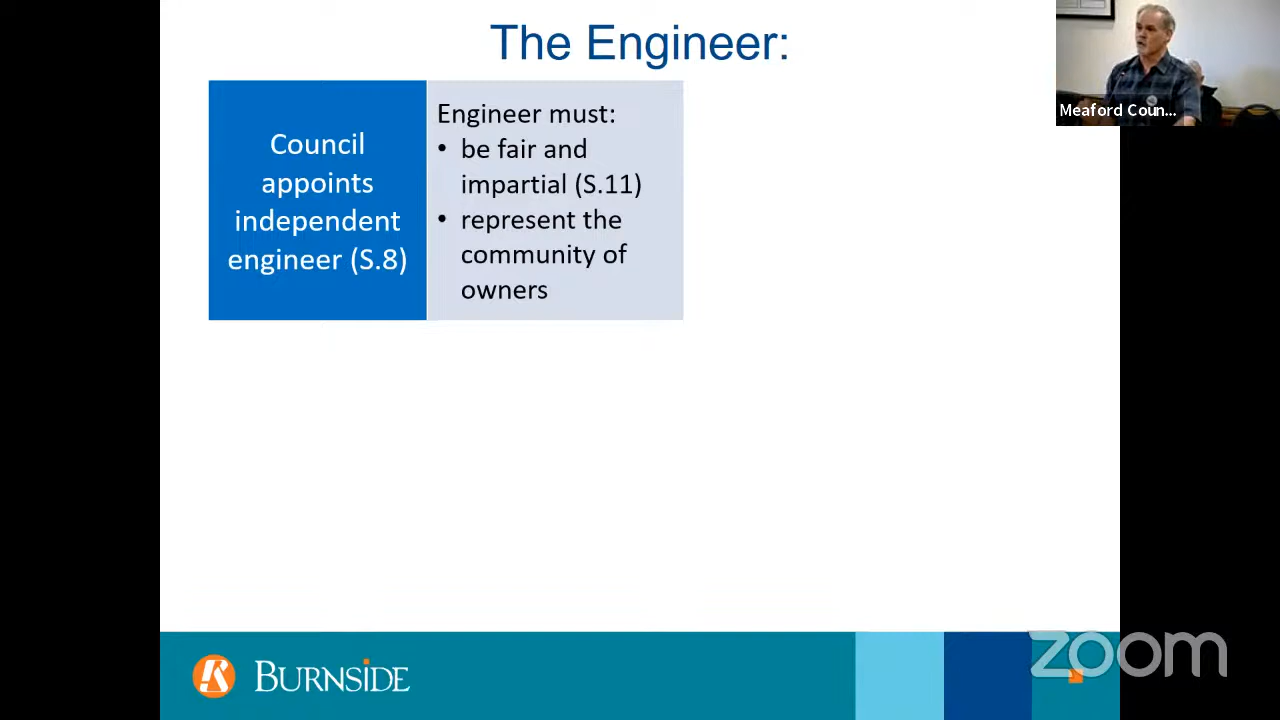 The Engineer:
Council
appoints
independent
engineer (S.8)
Engineer must:
• be fair and
impartial (S.11)
• represent the
community of
owners
Meaford Coun...
BURNSIDE
zoom